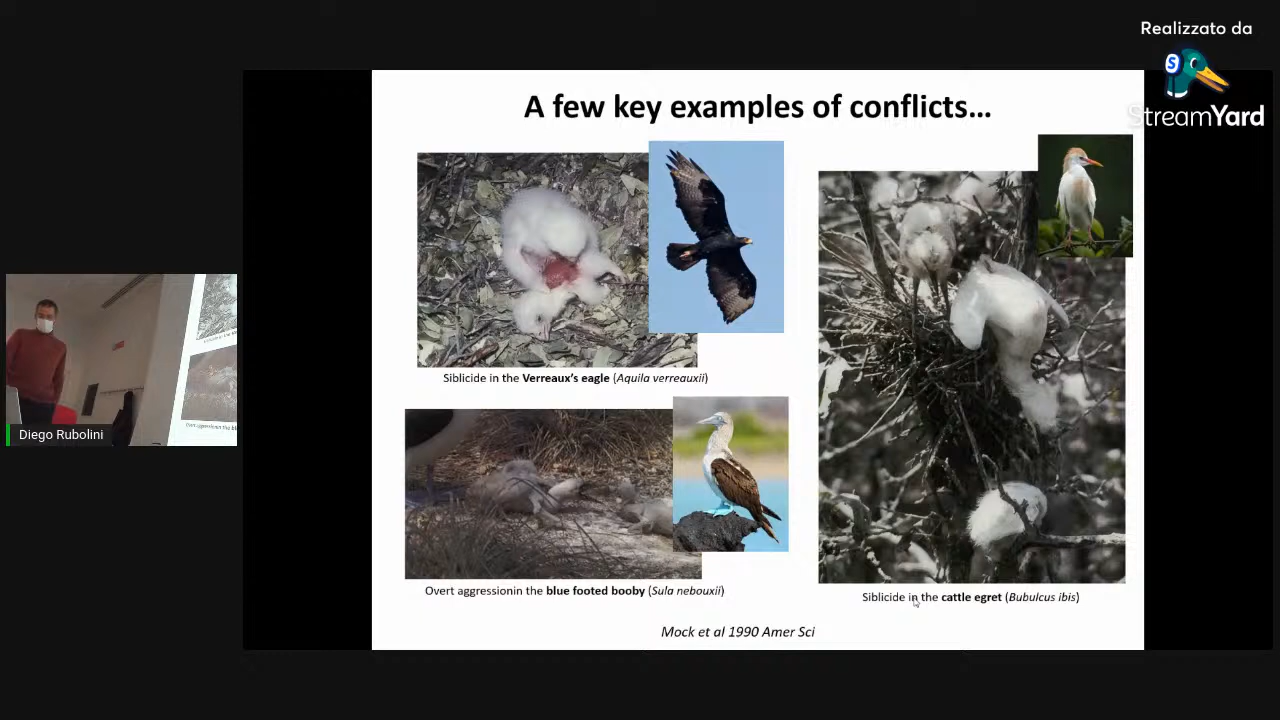 Realizzato da
StreamYard
A few key examples of conflicts...
Siblicide in the Verreaux's eagle (Aquila verreauxii)
Diego Rubolini
Overt aggressionin the blue footed booby (Sula nebouxii)
Siblicide in the cattle egret (Bubulcus ibis)
Mock et al 1990 Amer Sci